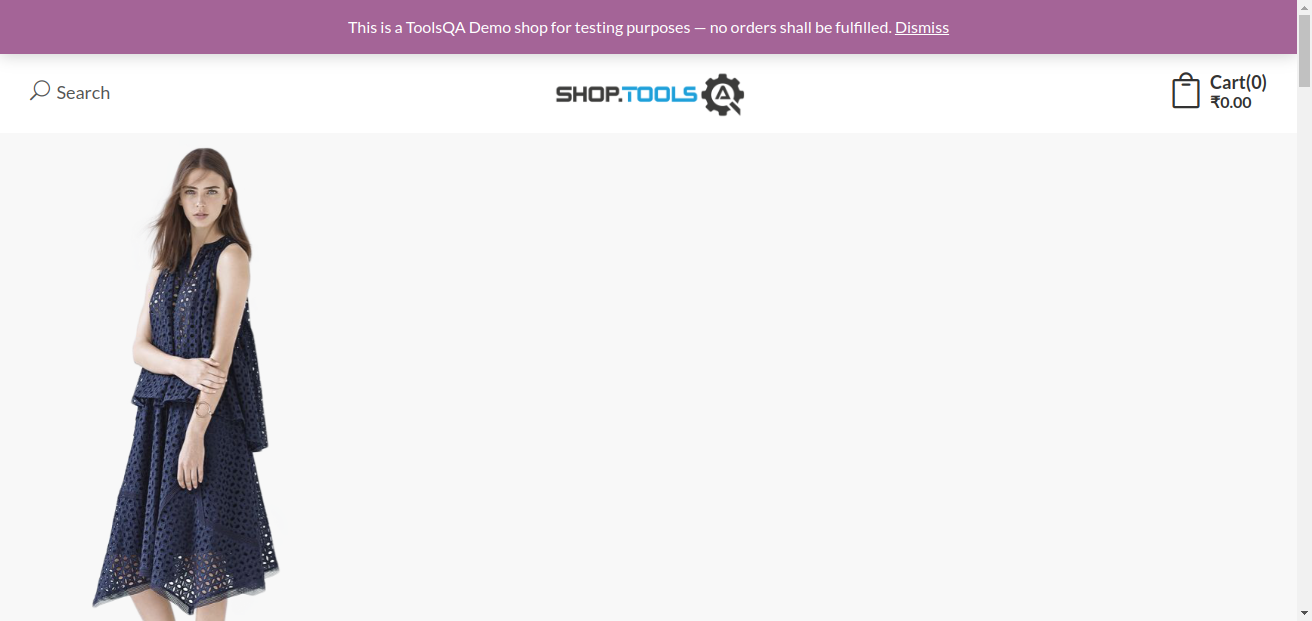 This is a ToolsQA Demo shop for testing purposes — no orders shall be fulfilled. Dismiss
Search
SHOP.TOOLS
Cart(0)
₹0.00